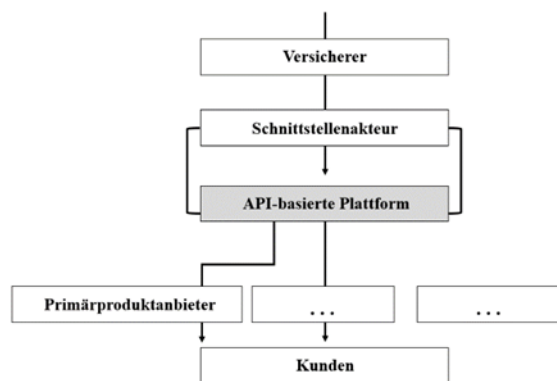 Versicherer
Schnittstellenakteur
API-basierte Plattform
Primärproduktanbieter
...
...
Kunden